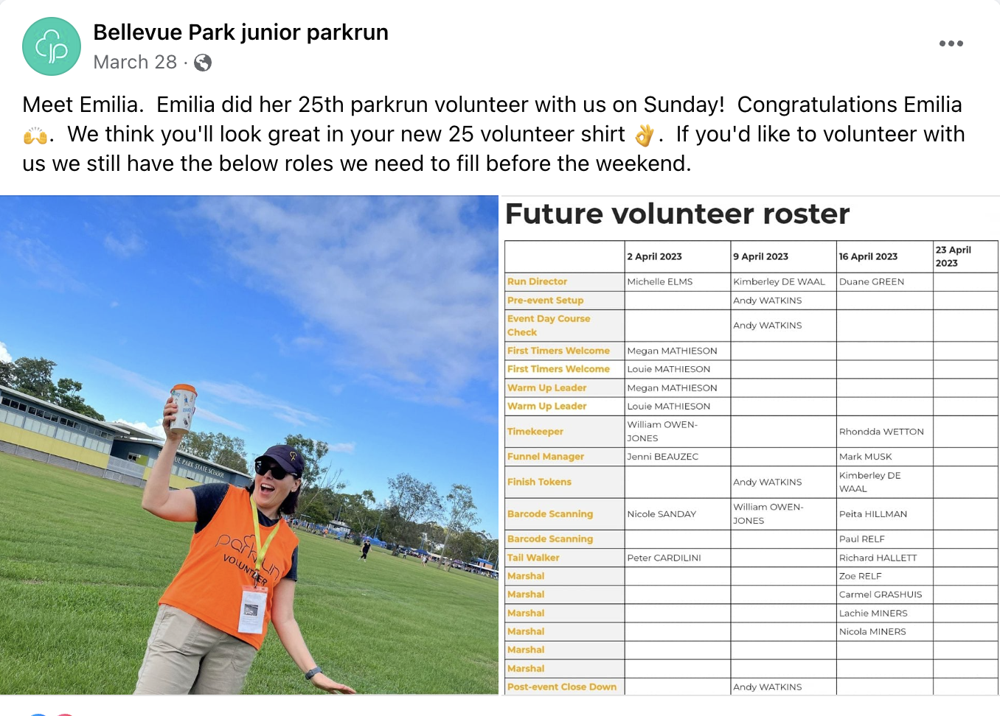 Bellevue Park junior parkrun
March 28 ·
Meet Emilia. Emilia did her 25th parkrun volunteer with us on Sunday! Congratulations Emilia
🙌. We think you'll look great in your new 25 volunteer shirt 👌. If you'd like to volunteer with
us we still have the below roles we need to fill before the weekend.
UE PARK STATE SCHOOL
parkrun
VOLUNTEER
Future volunteer roster
2 April 2023 9 April 2023 16 April 2023 23 April 2023
Run Director Michelle ELMS Kimberley DE WAAL Duane GREEN
Pre-event Setup Andy WATKINS
Event Day Course Check Andy WATKINS
First Timers Welcome Megan MATHIESON
First Timers Welcome Louie MATHIESON
Warm Up Leader Megan MATHIESON
Warm Up Leader Louie MATHIESON
Timekeeper William OWEN-JONES Rhondda WETTON
Funnel Manager Jenni BEAUZEC Mark MUSK
Finish Tokens Andy WATKINS Kimberley DE WAAL
Barcode Scanning Nicole SANDAY William OWEN-JONES Peita HILLMAN
Barcode Scanning Paul RELF
Tail Walker Peter CARDILINI Richard HALLETT
Marshal Zoe RELF
Marshal Carmel GRASHUIS
Marshal Lachie MINERS
Marshal Nicola MINERS
Marshal
Marshal
Post-event Close Down Andy WATKINS